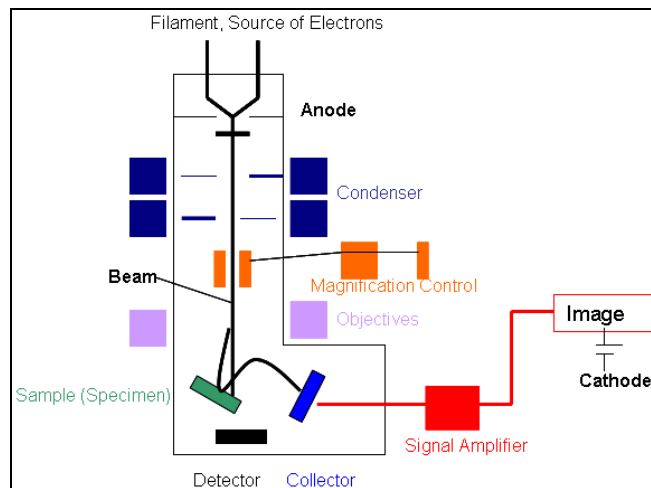 Filament, Source of Electrons
Anode
Condenser
Beam
Magnification Control
Objectives
Image
Cathode
Sample (Specimen)
Signal Amplifier
Detector
Collector